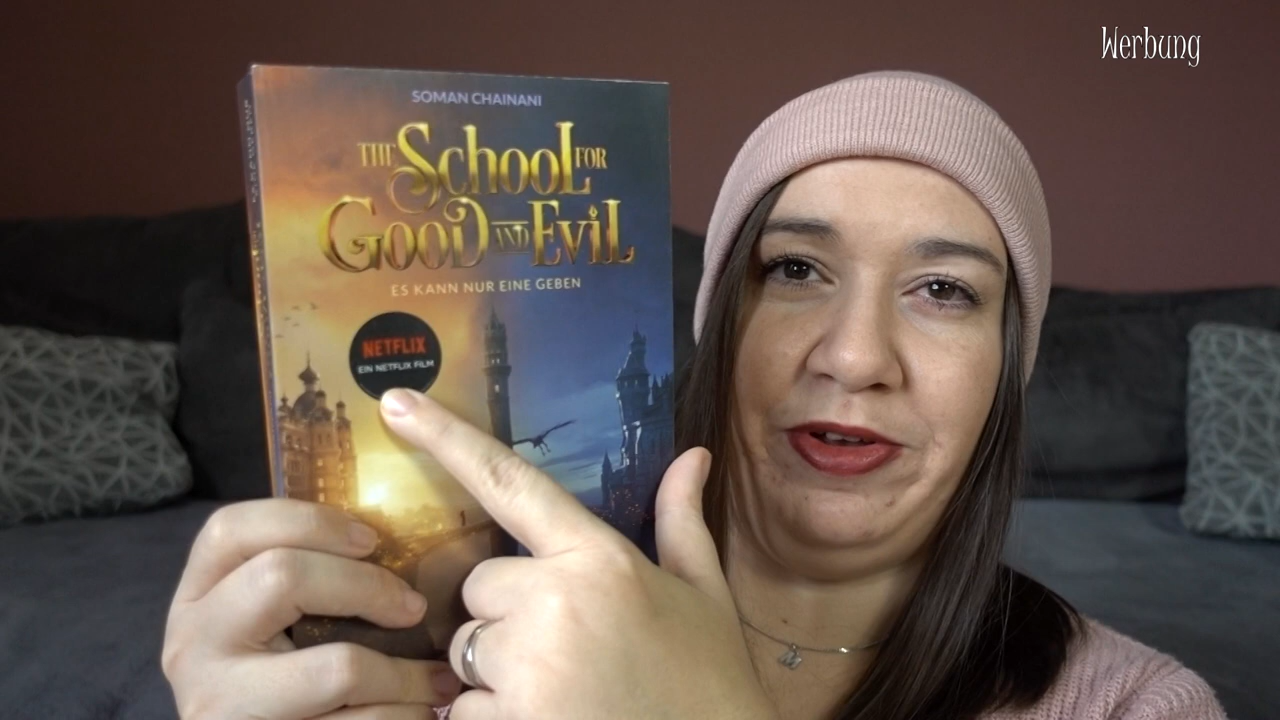 Werbung
SOMAN CHAINANI
THE SCHOOL FOR
GOOD AND EVIL
ES KANN NUR EINE GEBEN
NETFLIX
EIN NETFLIX FILM